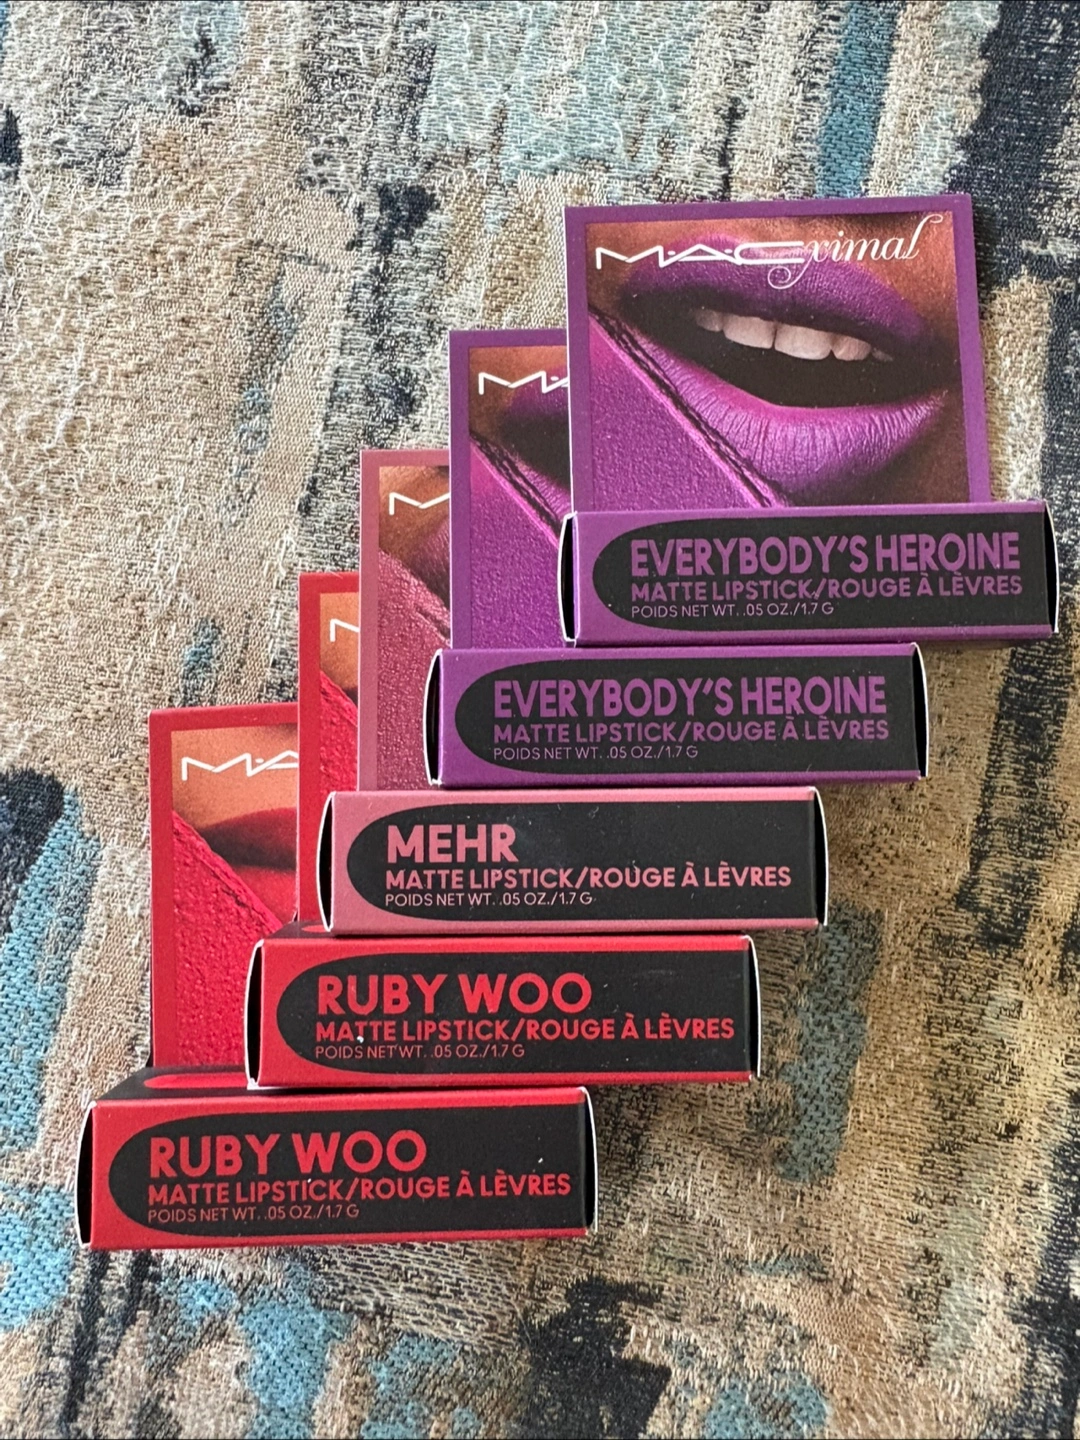 MACximal
MA
M
M
EVERYBODY'S HEROINE
MATTE LIPSTICK/ROUGE À LÈVRES
POIDS NET WT. .05 OZ./1.7 G
EVERYBODY'S HEROINE
MATTE LIPSTICK/ROUGE À LÈVRES
POIDS NET WT. .05 OZ./1.7 G
MEHR
MATTE LIPSTICK/ROUGE À LÈVRES
POIDS NET WT. .05 OZ./1.7 G
MA
RUBY WOO
MATTE LIPSTICK/ROUGE À LÈVRES
POIDS NET WT. .05 OZ./1.7 G
RUBY WOO
MATTE LIPSTICK/ROUGE À LÈVRES
POIDS NET WT. .05 OZ./1.7 G